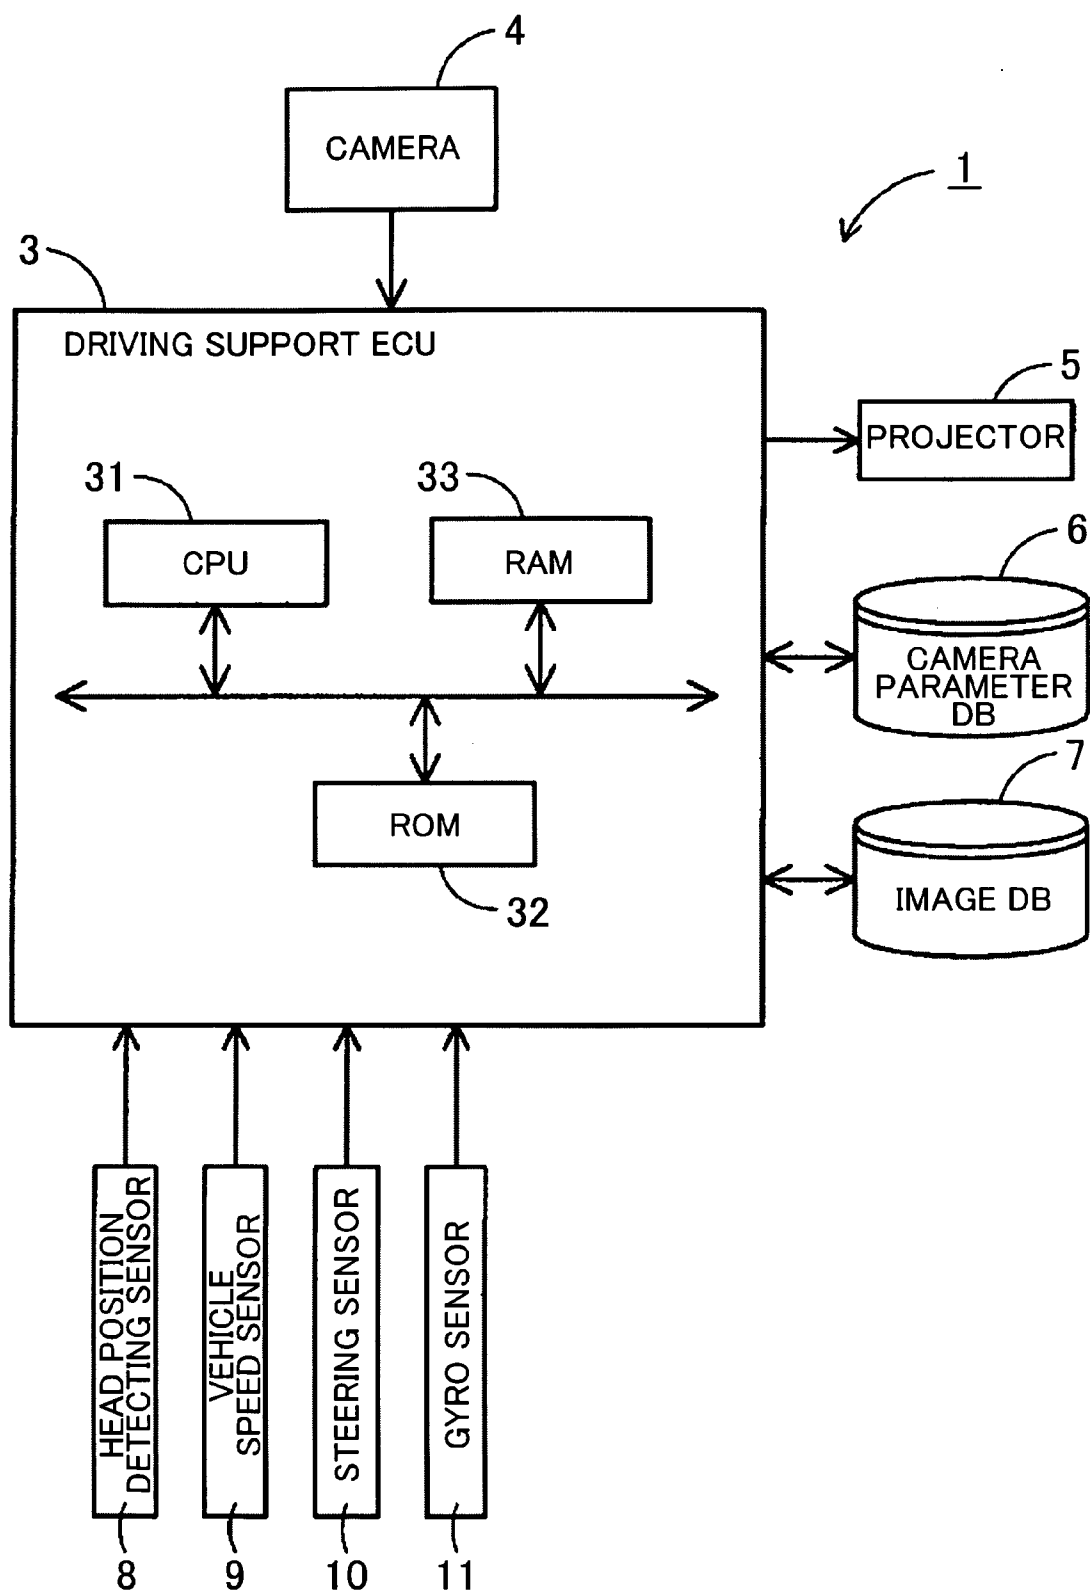 4
CAMERA
1
3
DRIVING SUPPORT ECU
5
PROJECTOR
31
CPU
33
RAM
6
CAMERA
PARAMETER
DB
ROM
32
7
IMAGE DB
HEAD POSITION
DETECTING SENSOR
VEHICLE
SPEED SENSOR
STEERING SENSOR
GYRO SENSOR
8
9
10
11